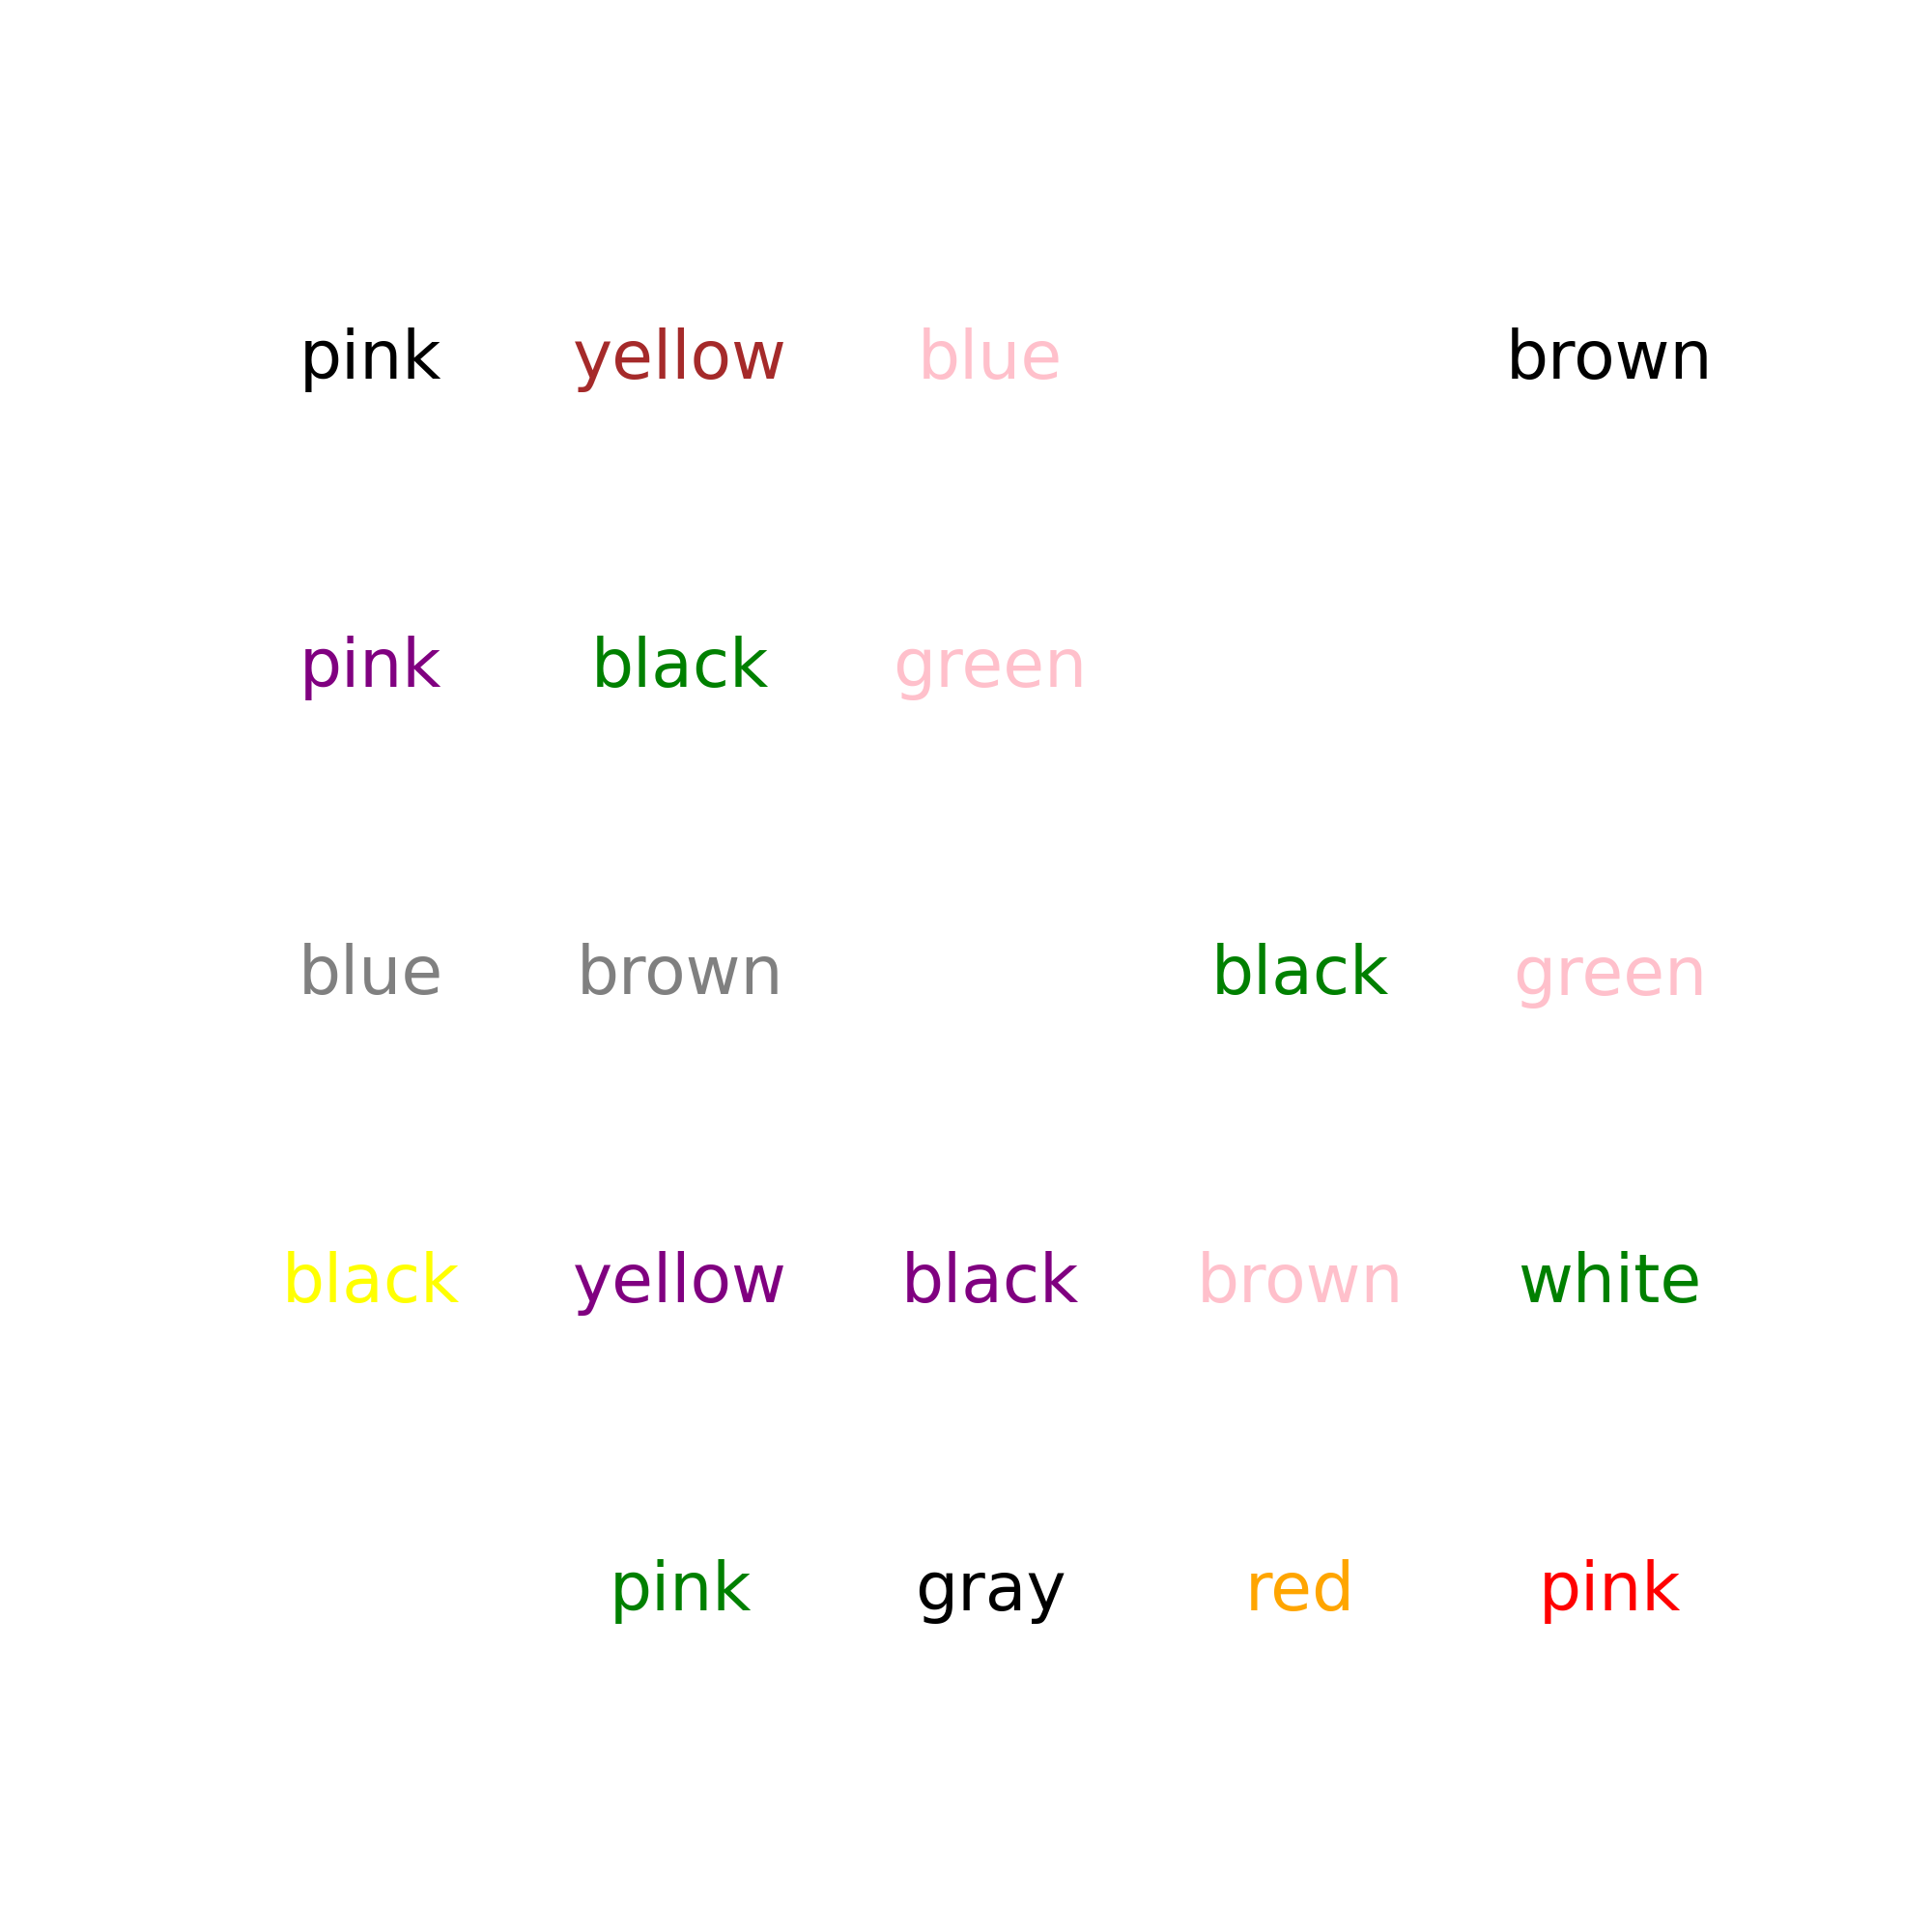 pink yellow blue brown
pink black green
blue brown black green
black yellow black brown white
pink gray red pink